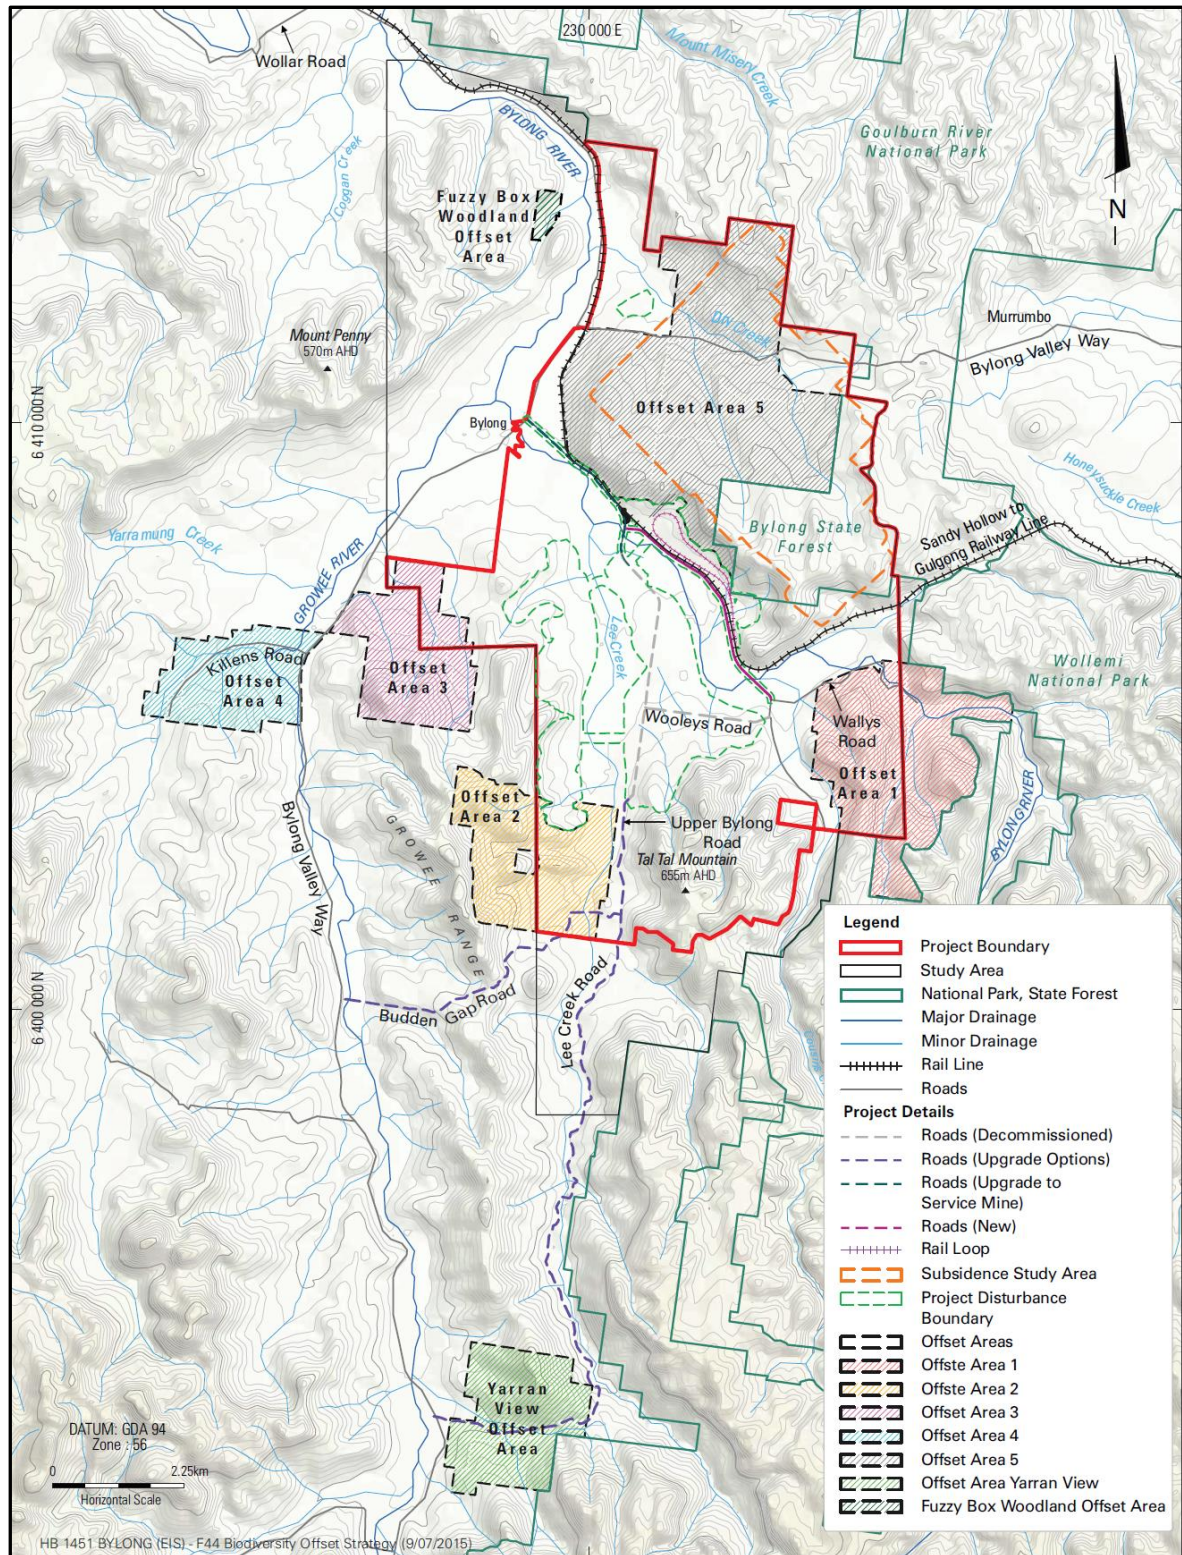 230 000 E
Wollar Road
Mount Misery Creek
Goulburn River
National Park
BYLONG RIVER
Coggan Creek
N
Fuzzy Box
Woodland
Offset
Area
Dry Creek
Murrumbo
Bylong Valley Way
Mount Penny
570m AHD
6 410 000 N
Bylong
Offset Area 5
Honeysuckle Creek
Yarramung Creek
Bylong State
Forest
Sandy Hollow to
Gulgong Railway Line
GROWEE RIVER
Lee Creek
Killens Road
Offset
Area 4
Offset
Area 3
Wollemi
National Park
Wooleys Road
Wallys
Road
Offset
Area 1
BYLONG RIVER
Offset
Area 2
Upper Bylong
Road
Tal Tal Mountain
655m AHD
GROWEE RANGE
Bylong Valley Way
6 400 000 N
Budden Gap Road
Lee Creek Road
Yarran
View
Offset
Area
Legend
Project Boundary
Study Area
National Park, State Forest
Major Drainage
Minor Drainage
Rail Line
Roads
Project Details
Roads (Decommissioned)
Roads (Upgrade Options)
Roads (Upgrade to
Service Mine)
Roads (New)
Rail Loop
Subsidence Study Area
Project Disturbance
Boundary
Offset Areas
Offste Area 1
Offste Area 2
Offset Area 3
Offset Area 4
Offset Area 5
Offset Area Yarran View
Fuzzy Box Woodland Offset Area
DATUM: GDA 94
Zone : 56
0 2.25km
Horizontal Scale
HB 1451 BYLONG (EIS) - F44 Biodiversity Offset Strategy (9/07/2015)